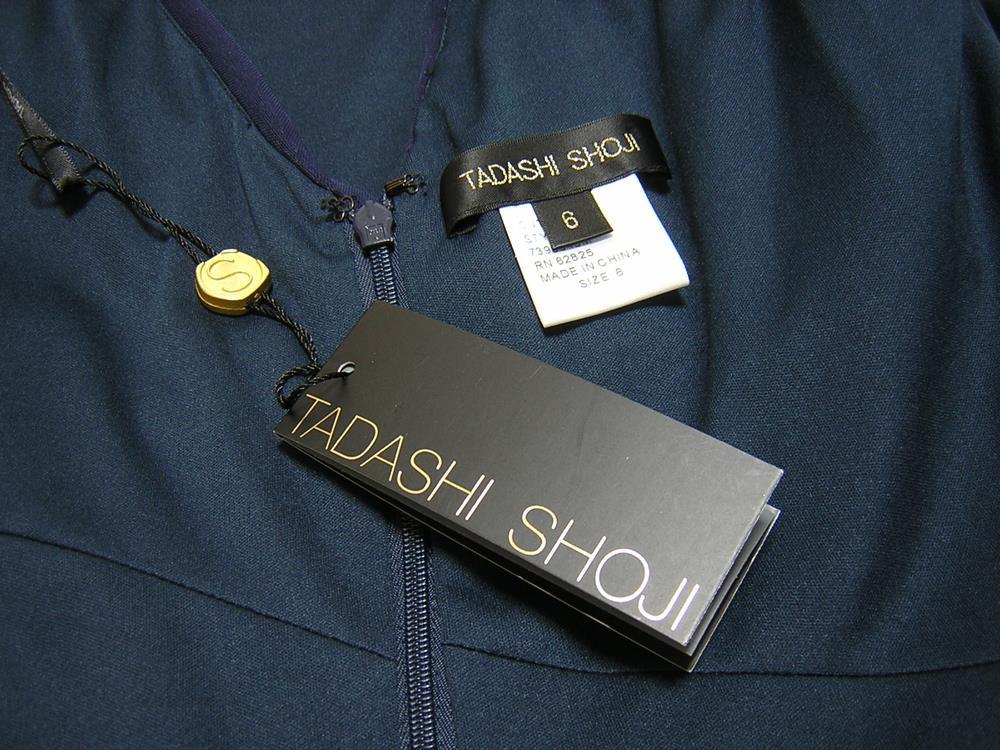 TADASHI SHOJI
6
RN 62825
MADE IN CHINA
SIZE 6
S
TADASHI SHOJI